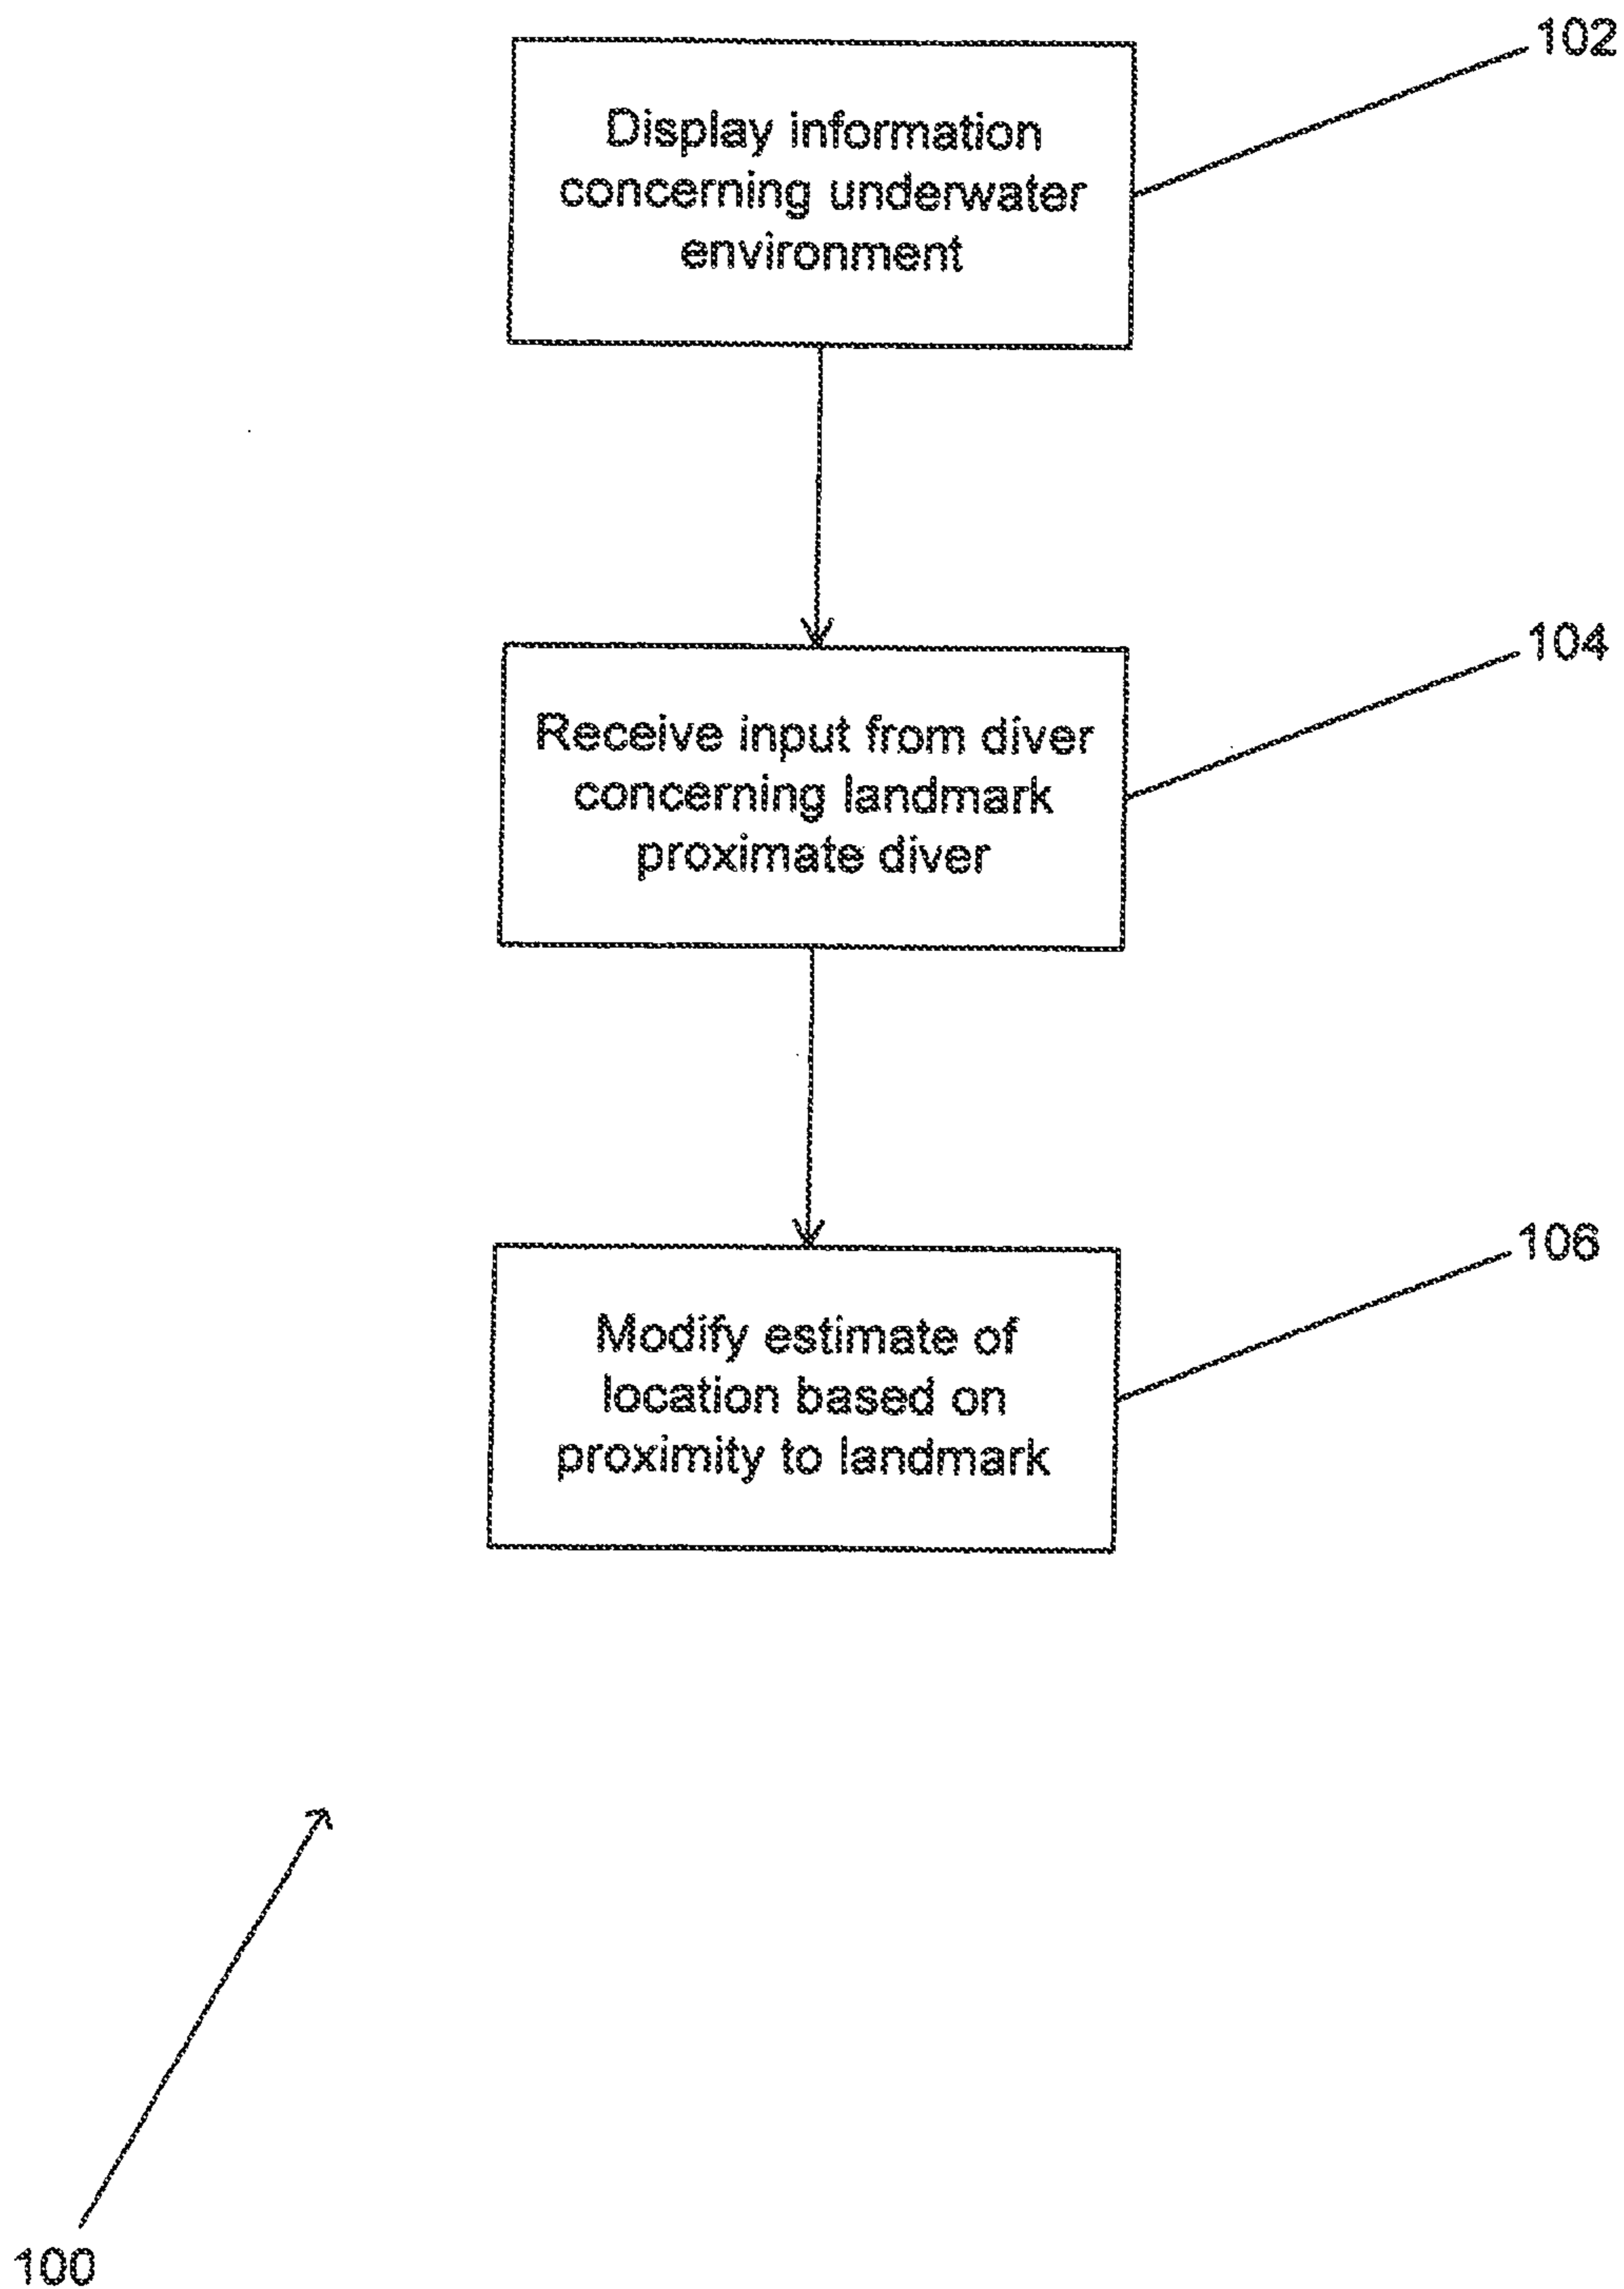 102
Display information
concerning underwater
environment
104
Receive input from diver
concerning landmark
proximate diver
106
Modify estimate of
location based on
proximity to landmark
100